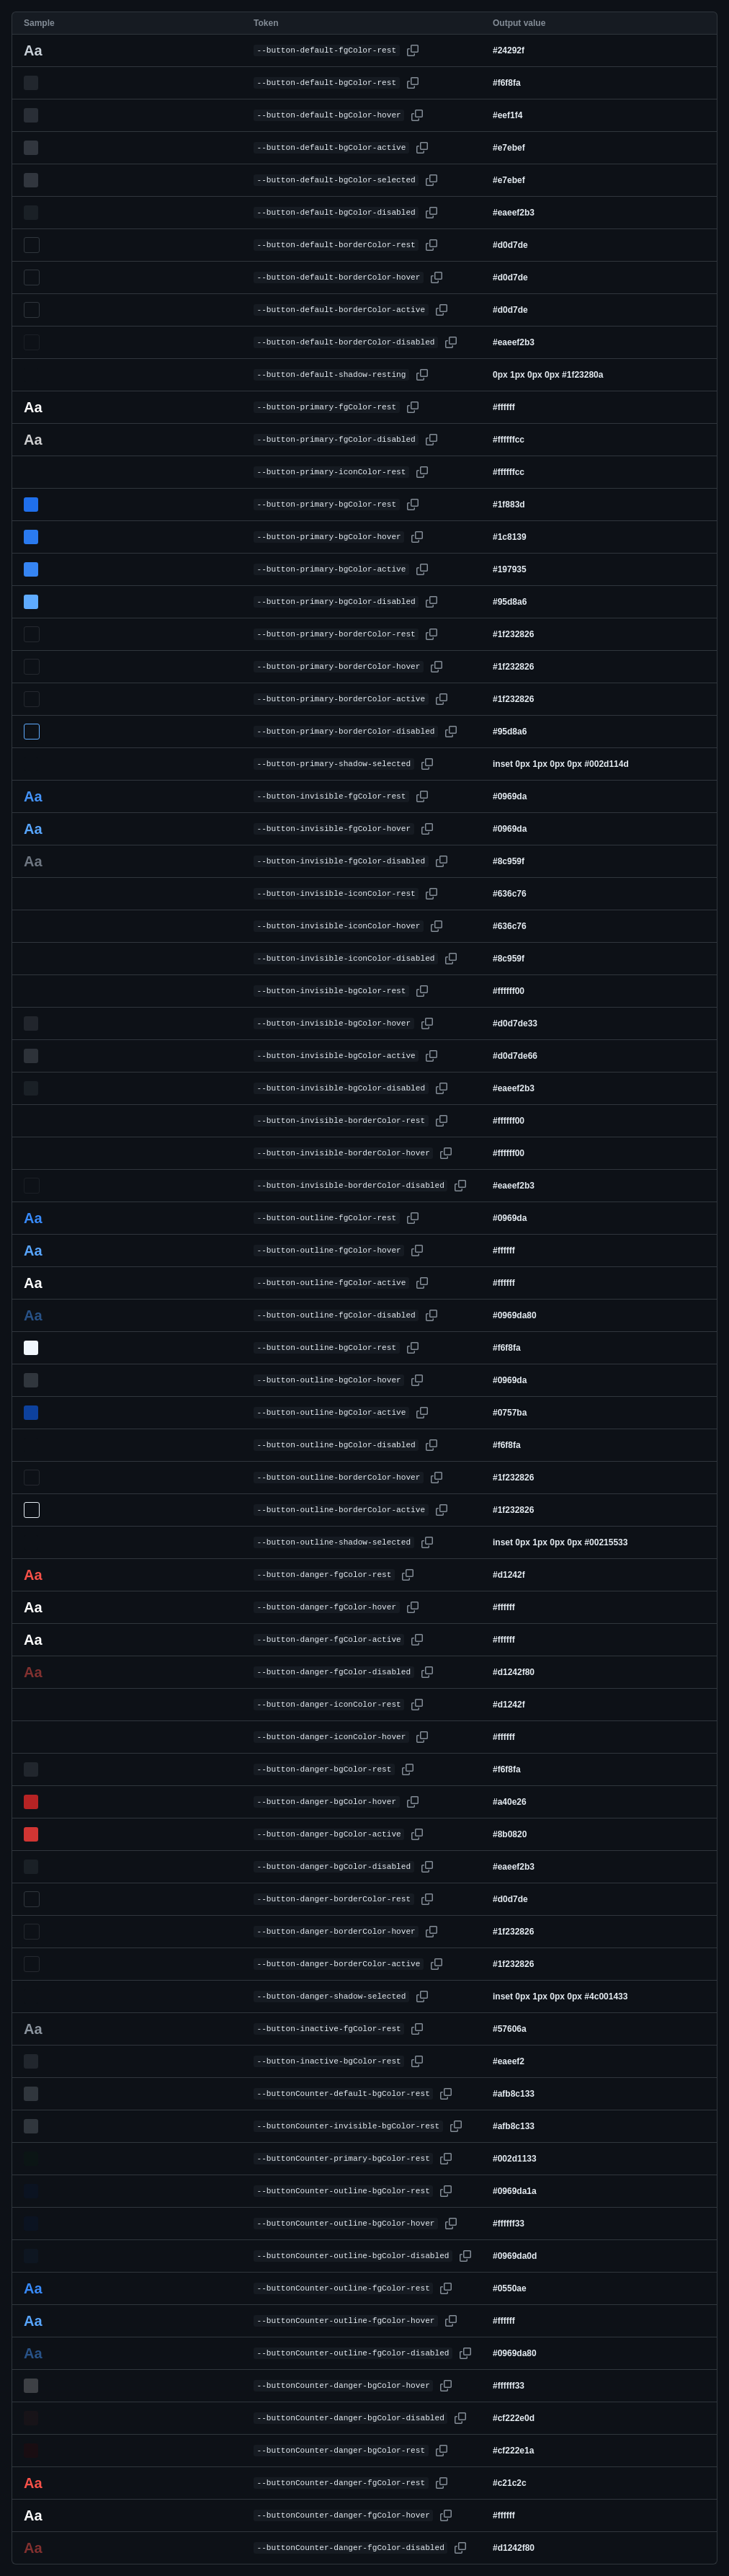 Sample Token Output value
Aa --button-default-fgColor-rest #24292f
--button-default-bgColor-rest #f6f8fa
--button-default-bgColor-hover #eef1f4
--button-default-bgColor-active #e7ebef
--button-default-bgColor-selected #e7ebef
--button-default-bgColor-disabled #eaeef2b3
--button-default-borderColor-rest #d0d7de
--button-default-borderColor-hover #d0d7de
--button-default-borderColor-active #d0d7de
--button-default-borderColor-disabled #eaeef2b3
--button-default-shadow-resting 0px 1px 0px 0px #1f23280a
Aa --button-primary-fgColor-rest #ffffff
Aa --button-primary-fgColor-disabled #ffffffcc
--button-primary-iconColor-rest #ffffffcc
--button-primary-bgColor-rest #1f883d
--button-primary-bgColor-hover #1c8139
--button-primary-bgColor-active #197935
--button-primary-bgColor-disabled #95d8a6
--button-primary-borderColor-rest #1f232826
--button-primary-borderColor-hover #1f232826
--button-primary-borderColor-active #1f232826
--button-primary-borderColor-disabled #95d8a6
--button-primary-shadow-selected inset 0px 1px 0px 0px #002d114d
Aa --button-invisible-fgColor-rest #0969da
Aa --button-invisible-fgColor-hover #0969da
Aa --button-invisible-fgColor-disabled #8c959f
--button-invisible-iconColor-rest #636c76
--button-invisible-iconColor-hover #636c76
--button-invisible-iconColor-disabled #8c959f
--button-invisible-bgColor-rest #ffffff00
--button-invisible-bgColor-hover #d0d7de33
--button-invisible-bgColor-active #d0d7de66
--button-invisible-bgColor-disabled #eaeef2b3
--button-invisible-borderColor-rest #ffffff00
--button-invisible-borderColor-hover #ffffff00
--button-invisible-borderColor-disabled #eaeef2b3
Aa --button-outline-fgColor-rest #0969da
Aa --button-outline-fgColor-hover #ffffff
Aa --button-outline-fgColor-active #ffffff
Aa --button-outline-fgColor-disabled #0969da80
--button-outline-bgColor-rest #f6f8fa
--button-outline-bgColor-hover #0969da
--button-outline-bgColor-active #0757ba
--button-outline-bgColor-disabled #f6f8fa
--button-outline-borderColor-hover #1f232826
--button-outline-borderColor-active #1f232826
--button-outline-shadow-selected inset 0px 1px 0px 0px #00215533
Aa --button-danger-fgColor-rest #d1242f
Aa --button-danger-fgColor-hover #ffffff
Aa --button-danger-fgColor-active #ffffff
Aa --button-danger-fgColor-disabled #d1242f80
--button-danger-iconColor-rest #d1242f
--button-danger-iconColor-hover #ffffff
--button-danger-bgColor-rest #f6f8fa
--button-danger-bgColor-hover #a40e26
--button-danger-bgColor-active #8b0820
--button-danger-bgColor-disabled #eaeef2b3
--button-danger-borderColor-rest #d0d7de
--button-danger-borderColor-hover #1f232826
--button-danger-borderColor-active #1f232826
--button-danger-shadow-selected inset 0px 1px 0px 0px #4c001433
Aa --button-inactive-fgColor-rest #57606a
--button-inactive-bgColor-rest #eaeef2
--buttonCounter-default-bgColor-rest #afb8c133
--buttonCounter-invisible-bgColor-rest #afb8c133
--buttonCounter-primary-bgColor-rest #002d1133
--buttonCounter-outline-bgColor-rest #0969da1a
--buttonCounter-outline-bgColor-hover #ffffff33
--buttonCounter-outline-bgColor-disabled #0969da0d
Aa --buttonCounter-outline-fgColor-rest #0550ae
Aa --buttonCounter-outline-fgColor-hover #ffffff
Aa --buttonCounter-outline-fgColor-disabled #0969da80
--buttonCounter-danger-bgColor-hover #ffffff33
--buttonCounter-danger-bgColor-disabled #cf222e0d
--buttonCounter-danger-bgColor-rest #cf222e1a
Aa --buttonCounter-danger-fgColor-rest #c21c2c
Aa --buttonCounter-danger-fgColor-hover #ffffff
Aa --buttonCounter-danger-fgColor-disabled #d1242f80